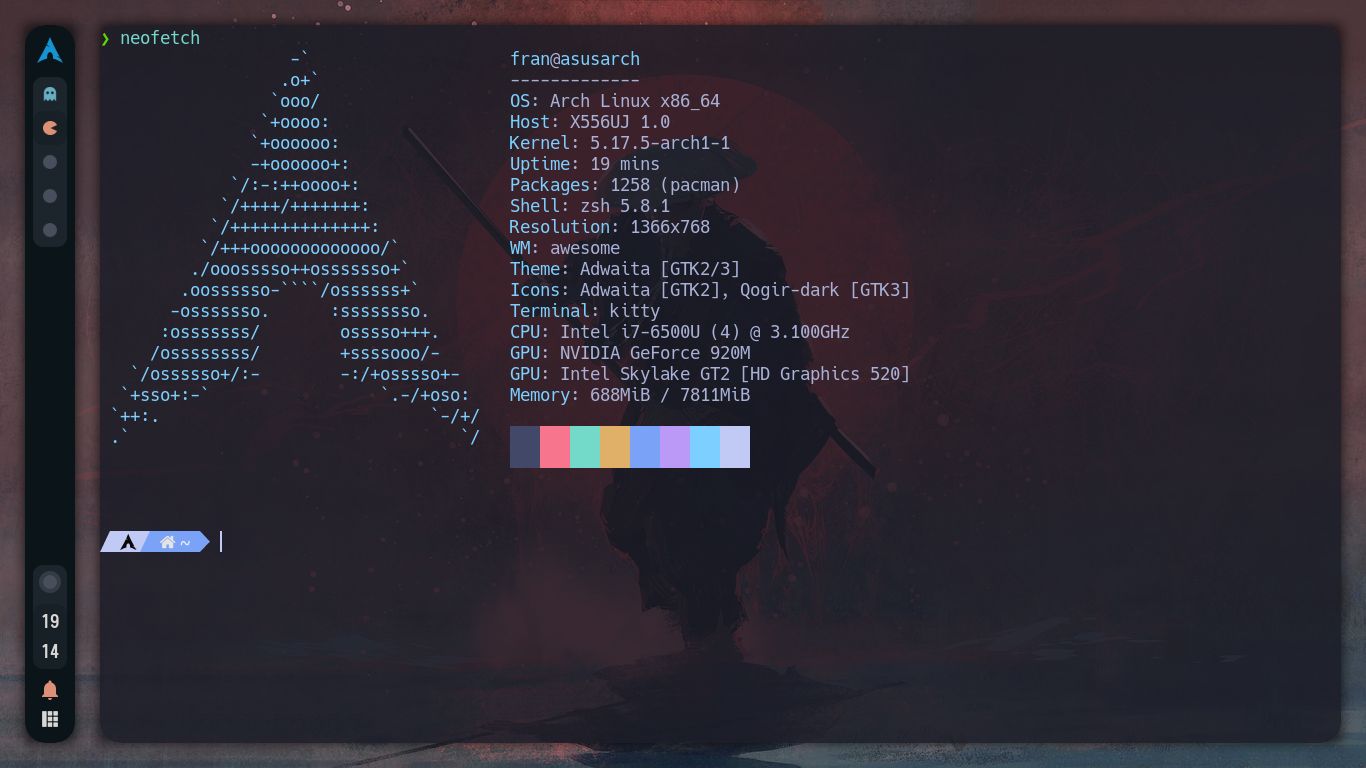 ❯ neofetch
                   -`
                  .o+`
                 `ooo/
                `+oooo:
               `+oooooo:
               -+oooooo+:
             `/:-:++oooo+:
            `/++++/+++++++:
           `/++++++++++++++:
          `/+++ooooooooooooo/`
         ./ooosssso++osssssso+`
        .oossssso-````/ossssss+`
       -osssssso.      :ssssssso.
      :osssssss/        osssso+++.
     /ossssssss/        +ssssooo/-
   `/ossssso+/:-        -:/+osssso+-
  `+sso+:-`                 `.-/+oso:
 `++:.                           `-/+/
 .`                                 `/
fran@asusarch
-------------
OS: Arch Linux x86_64
Host: X556UJ 1.0
Kernel: 5.17.5-arch1-1
Uptime: 19 mins
Packages: 1258 (pacman)
Shell: zsh 5.8.1
Resolution: 1366x768
WM: awesome
Theme: Adwaita [GTK2/3]
Icons: Adwaita [GTK2], Qogir-dark [GTK3]
Terminal: kitty
CPU: Intel i7-6500U (4) @ 3.100GHz
GPU: NVIDIA GeForce 920M
GPU: Intel Skylake GT2 [HD Graphics 520]
Memory: 688MiB / 7811MiB
~
19
14